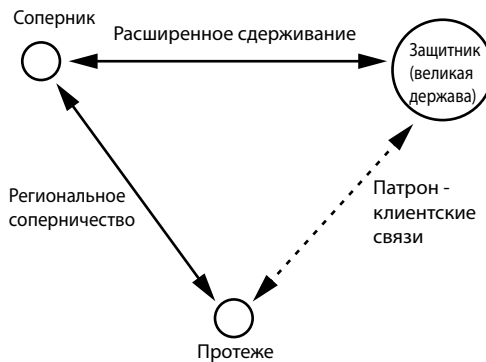 Соперник
Расширенное сдерживание
Защитник
(великая
держава)
Региональное
соперничество
Патрон -
клиентские
связи
Протеже